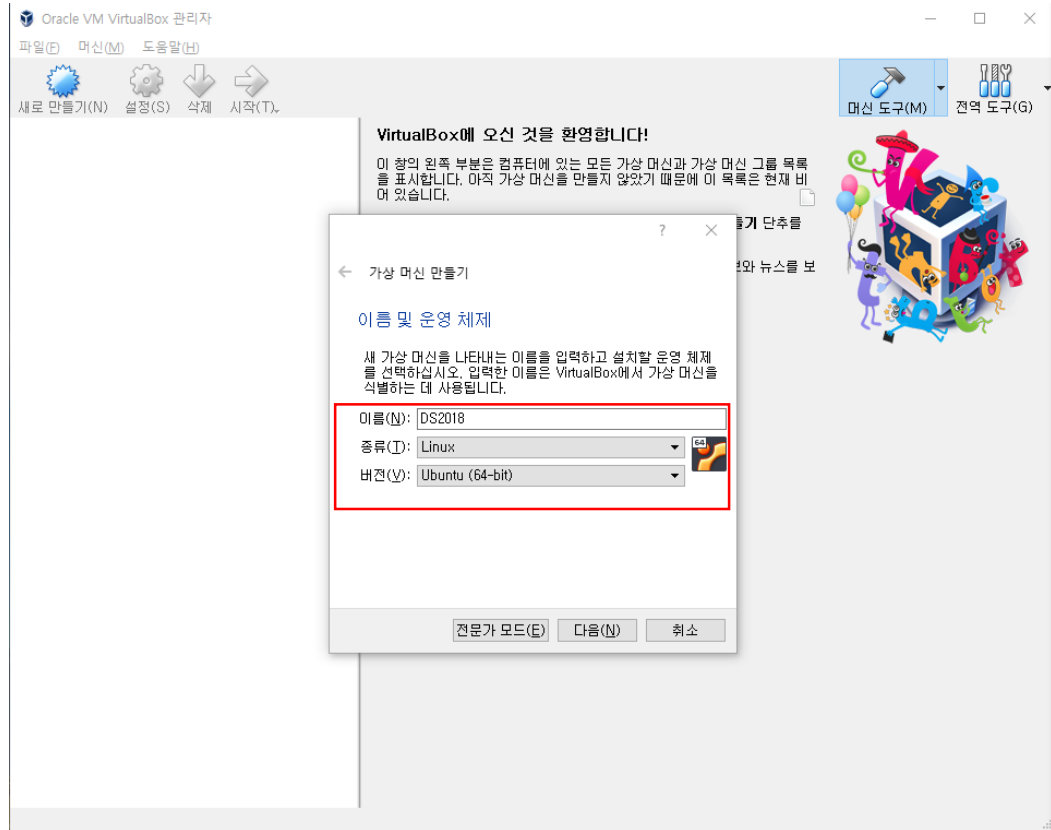 Oracle VM VirtualBox 관리자
파일(F) 머신(M) 도움말(H)
새로 만들기(N) 설정(S) 삭제 시작(T)
머신 도구(M) 전역 도구(G)
VirtualBox에 오신 것을 환영합니다!
이 창의 왼쪽 부분은 컴퓨터에 있는 모든 가상 머신과 가상 머신 그룹 목록
을 표시합니다. 아직 가상 머신을 만들지 않았기 때문에 이 목록은 현재 비
어 있습니다.
들기 단추를
보와 뉴스를 보
?
가상 머신 만들기
이름 및 운영 체제
새 가상 머신을 나타내는 이름을 입력하고 설치할 운영 체제
를 선택하십시오. 입력한 이름은 VirtualBox에서 가상 머신을
식별하는 데 사용됩니다.
이름(N): DS2018
종류(T): Linux
64
버전(V): Ubuntu (64-bit)
전문가 모드(E) 다음(N) 취소